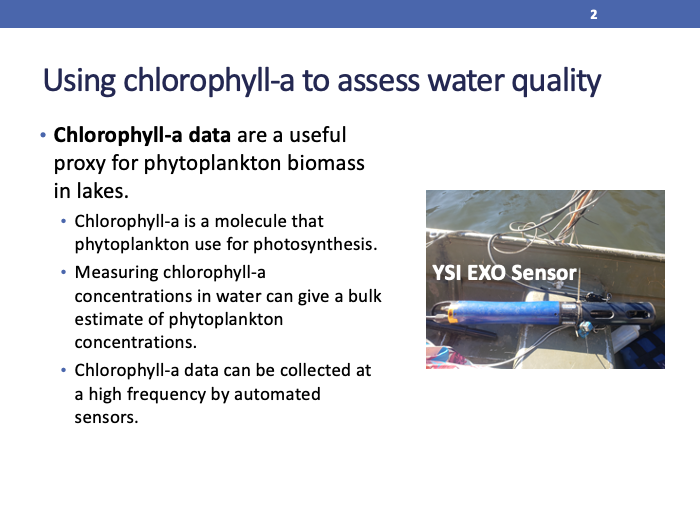 2
Using chlorophyll-a to assess water quality
• Chlorophyll-a data are a useful
proxy for phytoplankton biomass
in lakes.
• Chlorophyll-a is a molecule that
phytoplankton use for photosynthesis.
• Measuring chlorophyll-a
concentrations in water can give a bulk
estimate of phytoplankton
concentrations.
• Chlorophyll-a data can be collected at
a high frequency by automated
sensors.
YSI EXO Sensor